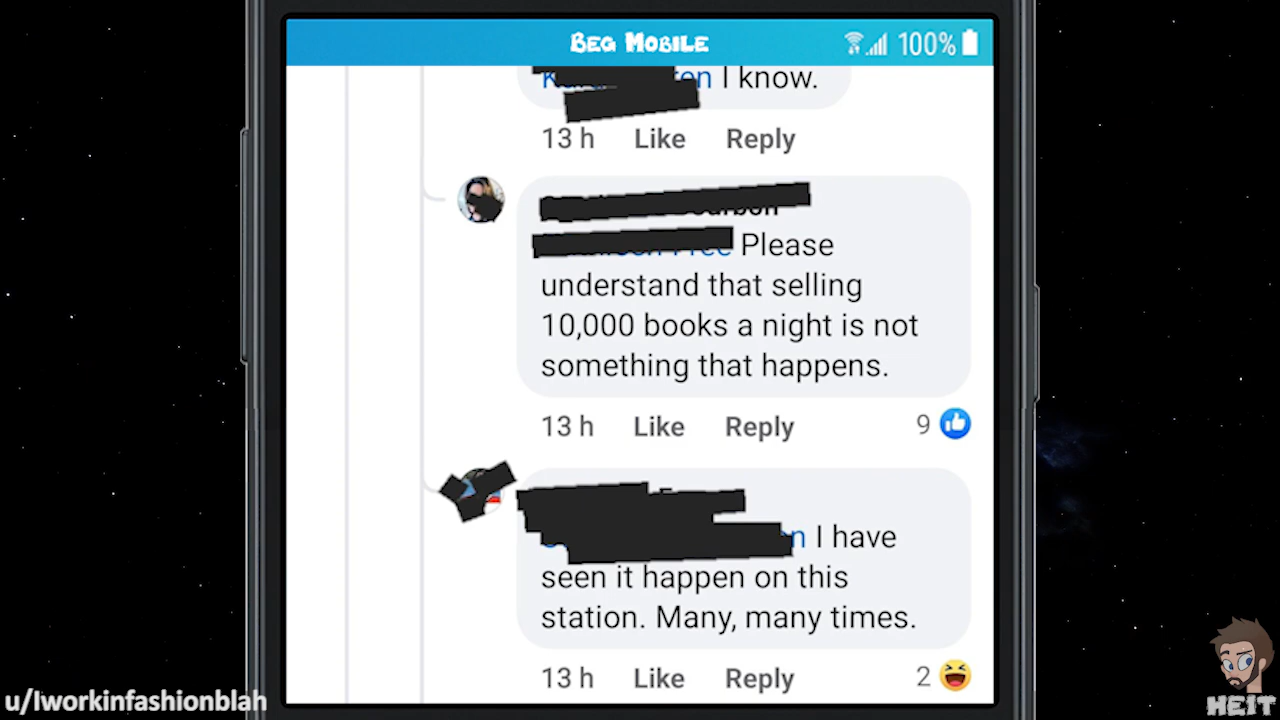 BEG MOBILE
100%
I know.
13 h Like Reply
Please
understand that selling
10,000 books a night is not
something that happens.
13 h Like Reply 9
I have
seen it happen on this
station. Many, many times.
13 h Like Reply 2
u/Iworkinfashionblah
HEIT